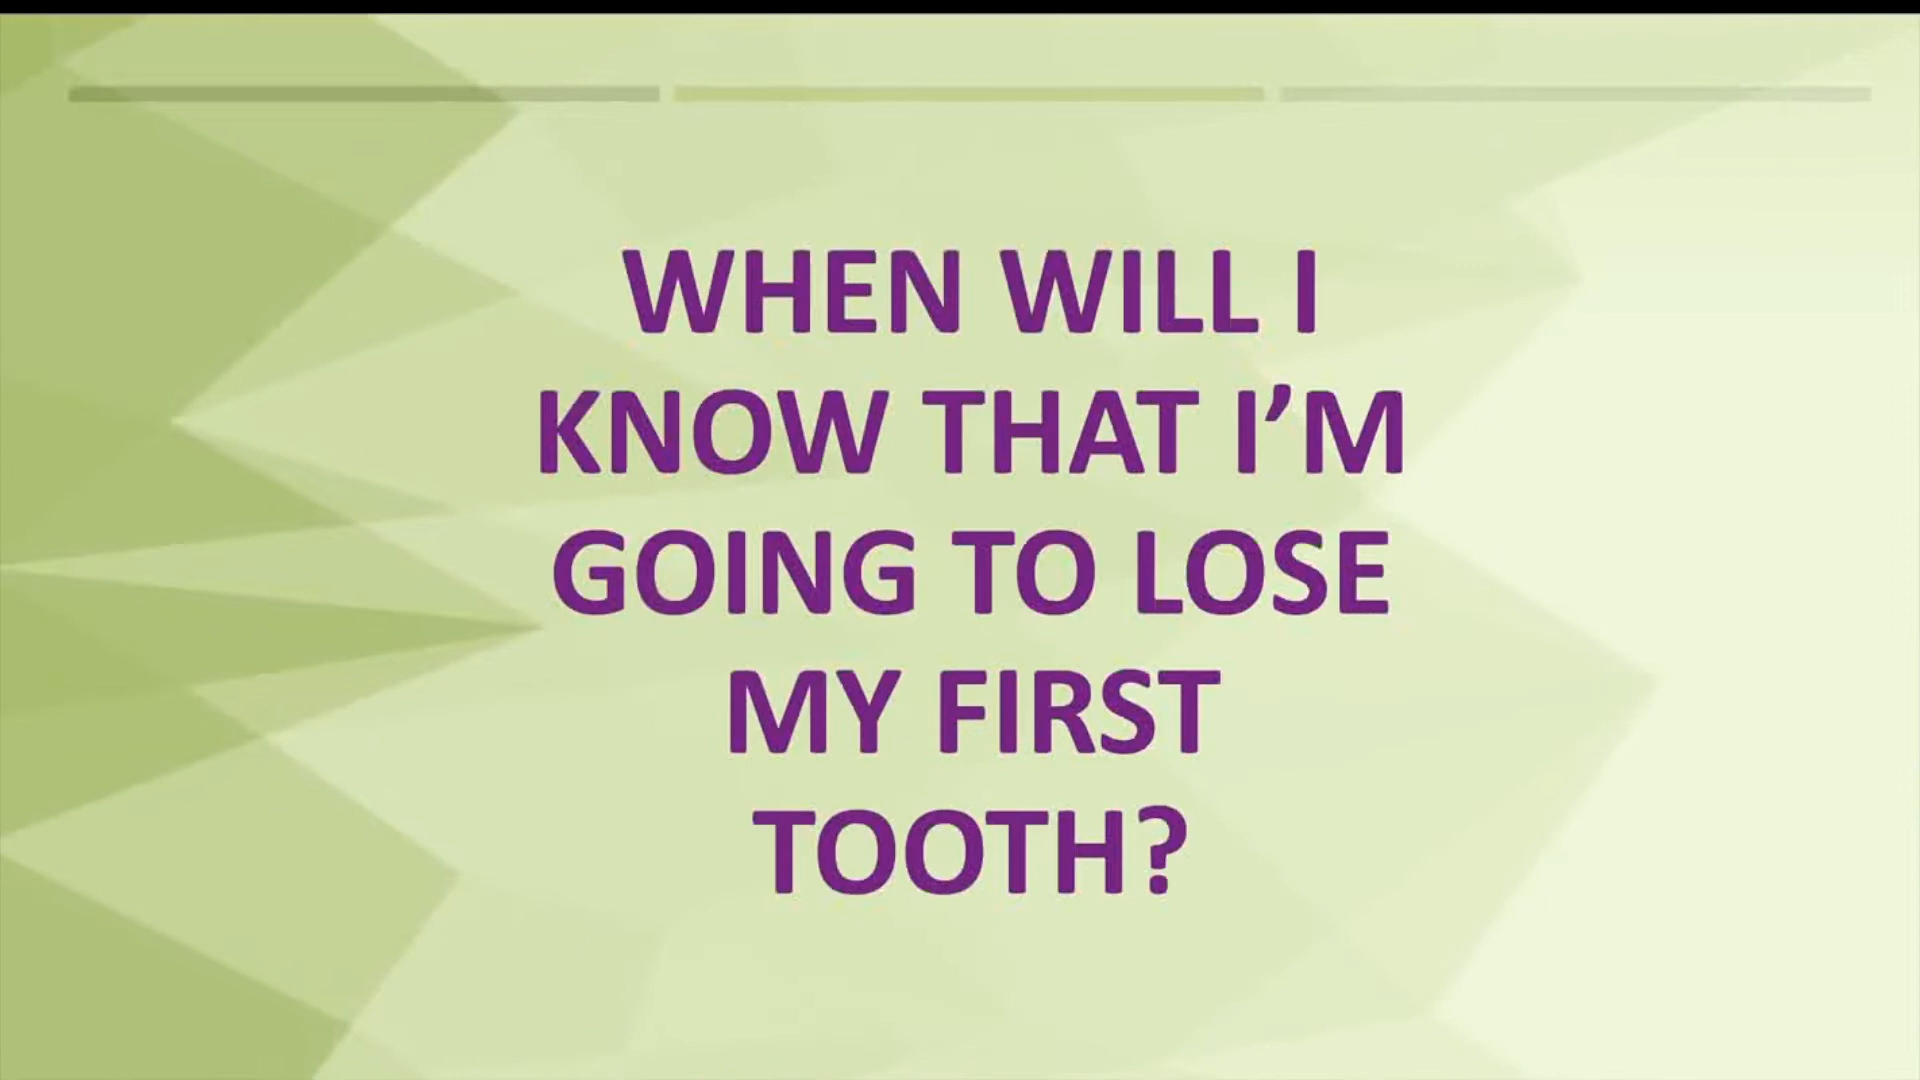 WHEN WILL I
KNOW THAT I’M
GOING TO LOSE
MY FIRST
TOOTH?